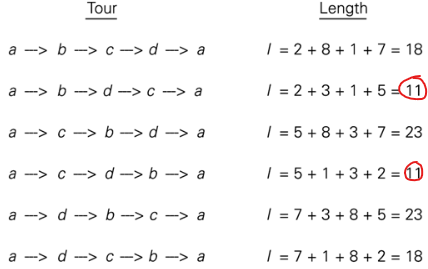 Tour Length
a —> b —> c —> d —> a l = 2 + 8 + 1 + 7 = 18
a —> b —> d —> c —> a l = 2 + 3 + 1 + 5 = 11
a —> c —> b —> d —> a l = 5 + 8 + 3 + 7 = 23
a —> c —> d —> b —> a l = 5 + 1 + 3 + 2 = 11
a —> d —> b —> c —> a l = 7 + 3 + 8 + 5 = 23
a —> d —> c —> b —> a l = 7 + 1 + 8 + 2 = 18